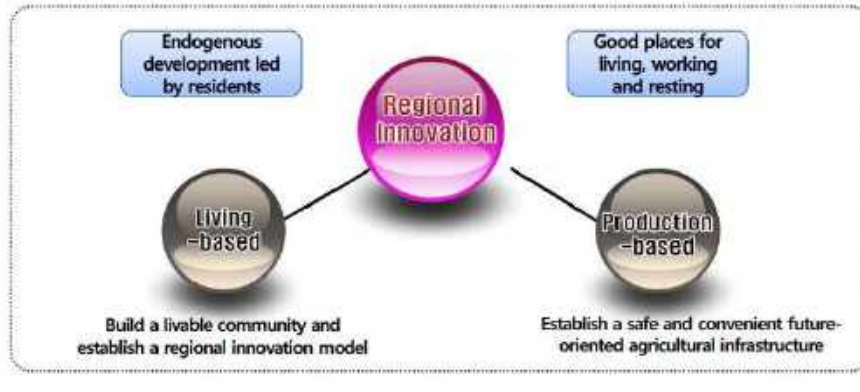 Endogenous
development led
by residents
Good places for
living, working
and resting
Regional
Innovation
Living
-based
Production
-based
Build a livable community and
establish a regional innovation model
Establish a safe and convenient future-
oriented agricultural infrastructure